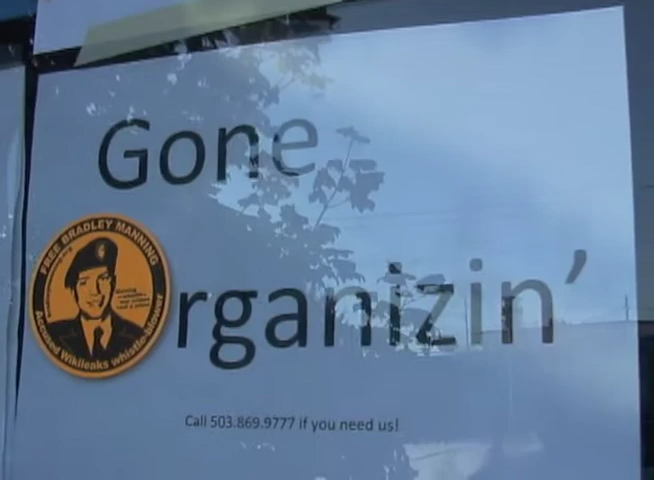 Gone
FREE BRADLEY MANNING
rganizin'
Accused Wikileaks whistle-blower
Call 503.869.9777 if you need us!